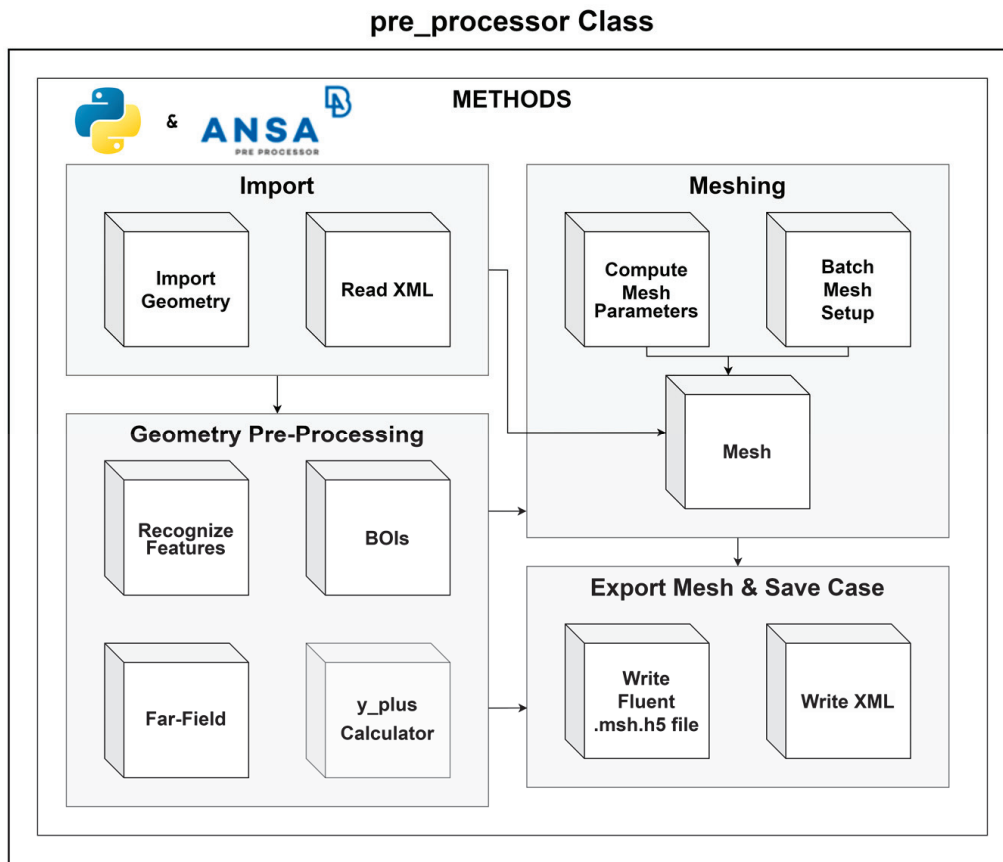 pre_processor Class
METHODS
&
ANSA
PRE PROCESSOR
Import
Import
Geometry
Read XML
Meshing
Compute
Mesh
Parameters
Batch
Mesh
Setup
Mesh
Geometry Pre-Processing
Recognize
Features
BOIs
Far-Field
y_plus
Calculator
Export Mesh & Save Case
Write
Fluent
.msh.h5 file
Write XML